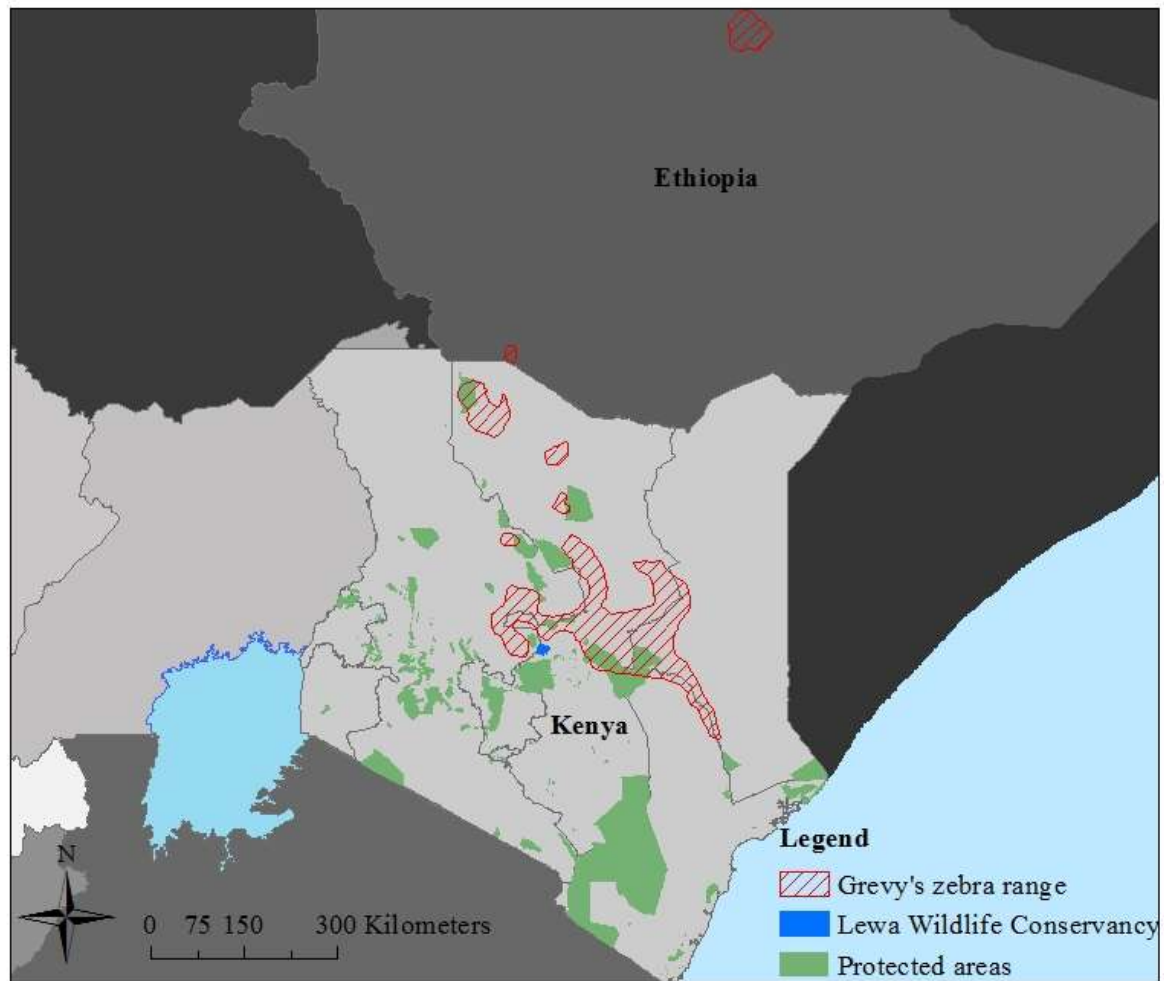 Ethiopia
Kenya
Legend
Grevy's zebra range
Lewa Wildlife Conservancy
Protected areas
N
0 75 150 300 Kilometers